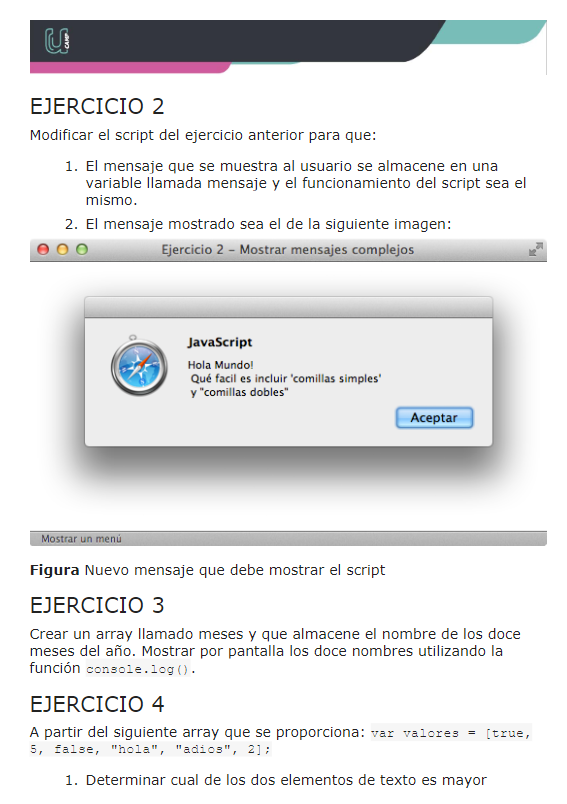 U
CAMP
EJERCICIO 2
Modificar el script del ejercicio anterior para que:
1. El mensaje que se muestra al usuario se almacene en una
variable llamada mensaje y el funcionamiento del script sea el
mismo.
2. El mensaje mostrado sea el de la siguiente imagen:
Ejercicio 2 – Mostrar mensajes complejos
JavaScript
Hola Mundo!
Qué facil es incluir 'comillas simples'
y "comillas dobles"
Aceptar
Mostrar un menú
Figura Nuevo mensaje que debe mostrar el script
EJERCICIO 3
Crear un array llamado meses y que almacene el nombre de los doce
meses del año. Mostrar por pantalla los doce nombres utilizando la
función console.log().
EJERCICIO 4
A partir del siguiente array que se proporciona: var valores = [true,
5, false, "hola", "adios", 2];
1. Determinar cual de los dos elementos de texto es mayor